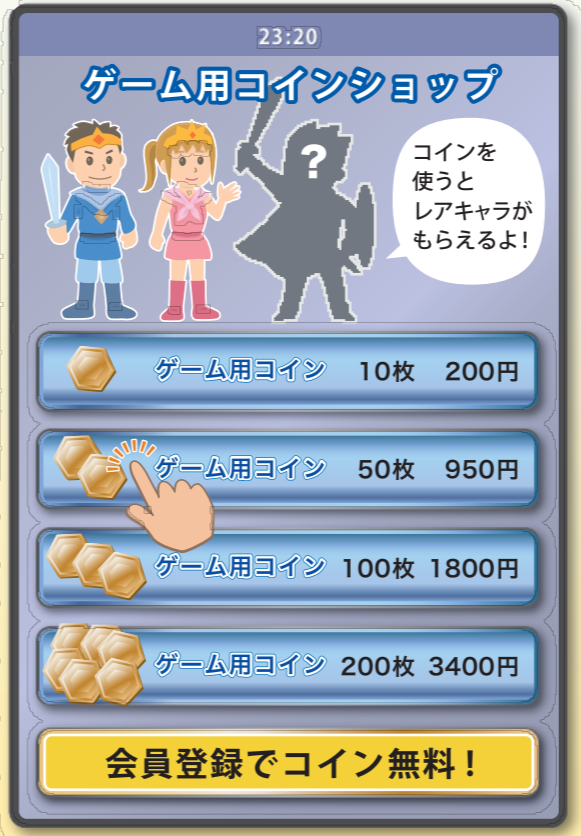 23:20
ゲーム用コインショップ
?
コインを
使うと
レアキャラが
もらえるよ!
ゲーム用コイン 10枚 200円
ゲーム用コイン 50枚 950円
ゲーム用コイン 100枚 1800円
ゲーム用コイン 200枚 3400円
会員登録でコイン無料!